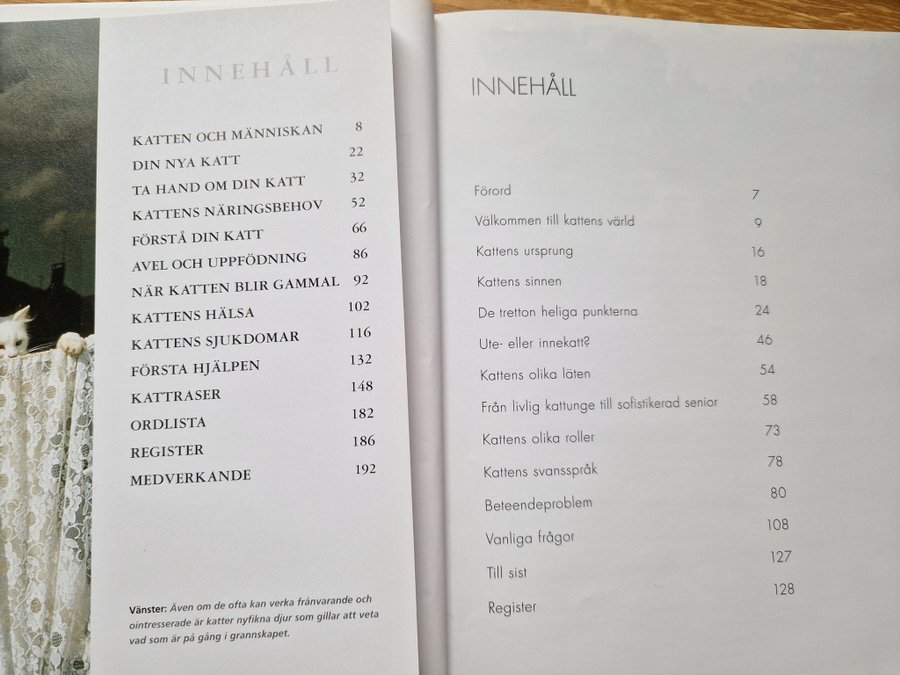 INNEHÅLL
KATTEN OCH MÄNNISKAN 8
DIN NYA KATT 22
TA HAND OM DIN KATT 32
KATTENS NÄRINGSBEHOV 52
FÖRSTÅ DIN KATT 66
AVEL OCH UPPFÖDNING 86
NÄR KATTEN BLIR GAMMAL 92
KATTENS HÄLSA 102
KATTENS SJUKDOMAR 116
FÖRSTA HJÄLPEN 132
KATTRASER 148
ORDLISTA 182
REGISTER 186
MEDVERKANDE 192
Vänster: Även om de ofta kan verka frånvarande och
ointresserade är katter nyfikna djur som gillar att veta
vad som är på gång i grannskapet.
INNEHÅLL
Förord 7
Välkommen till kattens värld 9
Kattens ursprung 16
Kattens sinnen 18
De tretton heliga punkterna 24
Ute- eller innekatt? 46
Kattens olika läten 54
Från livlig kattunge till sofistikerad senior 58
Kattens olika roller 73
Kattens svansspråk 78
Beteendeproblem 80
Vanliga frågor 108
Till sist 127
Register 128